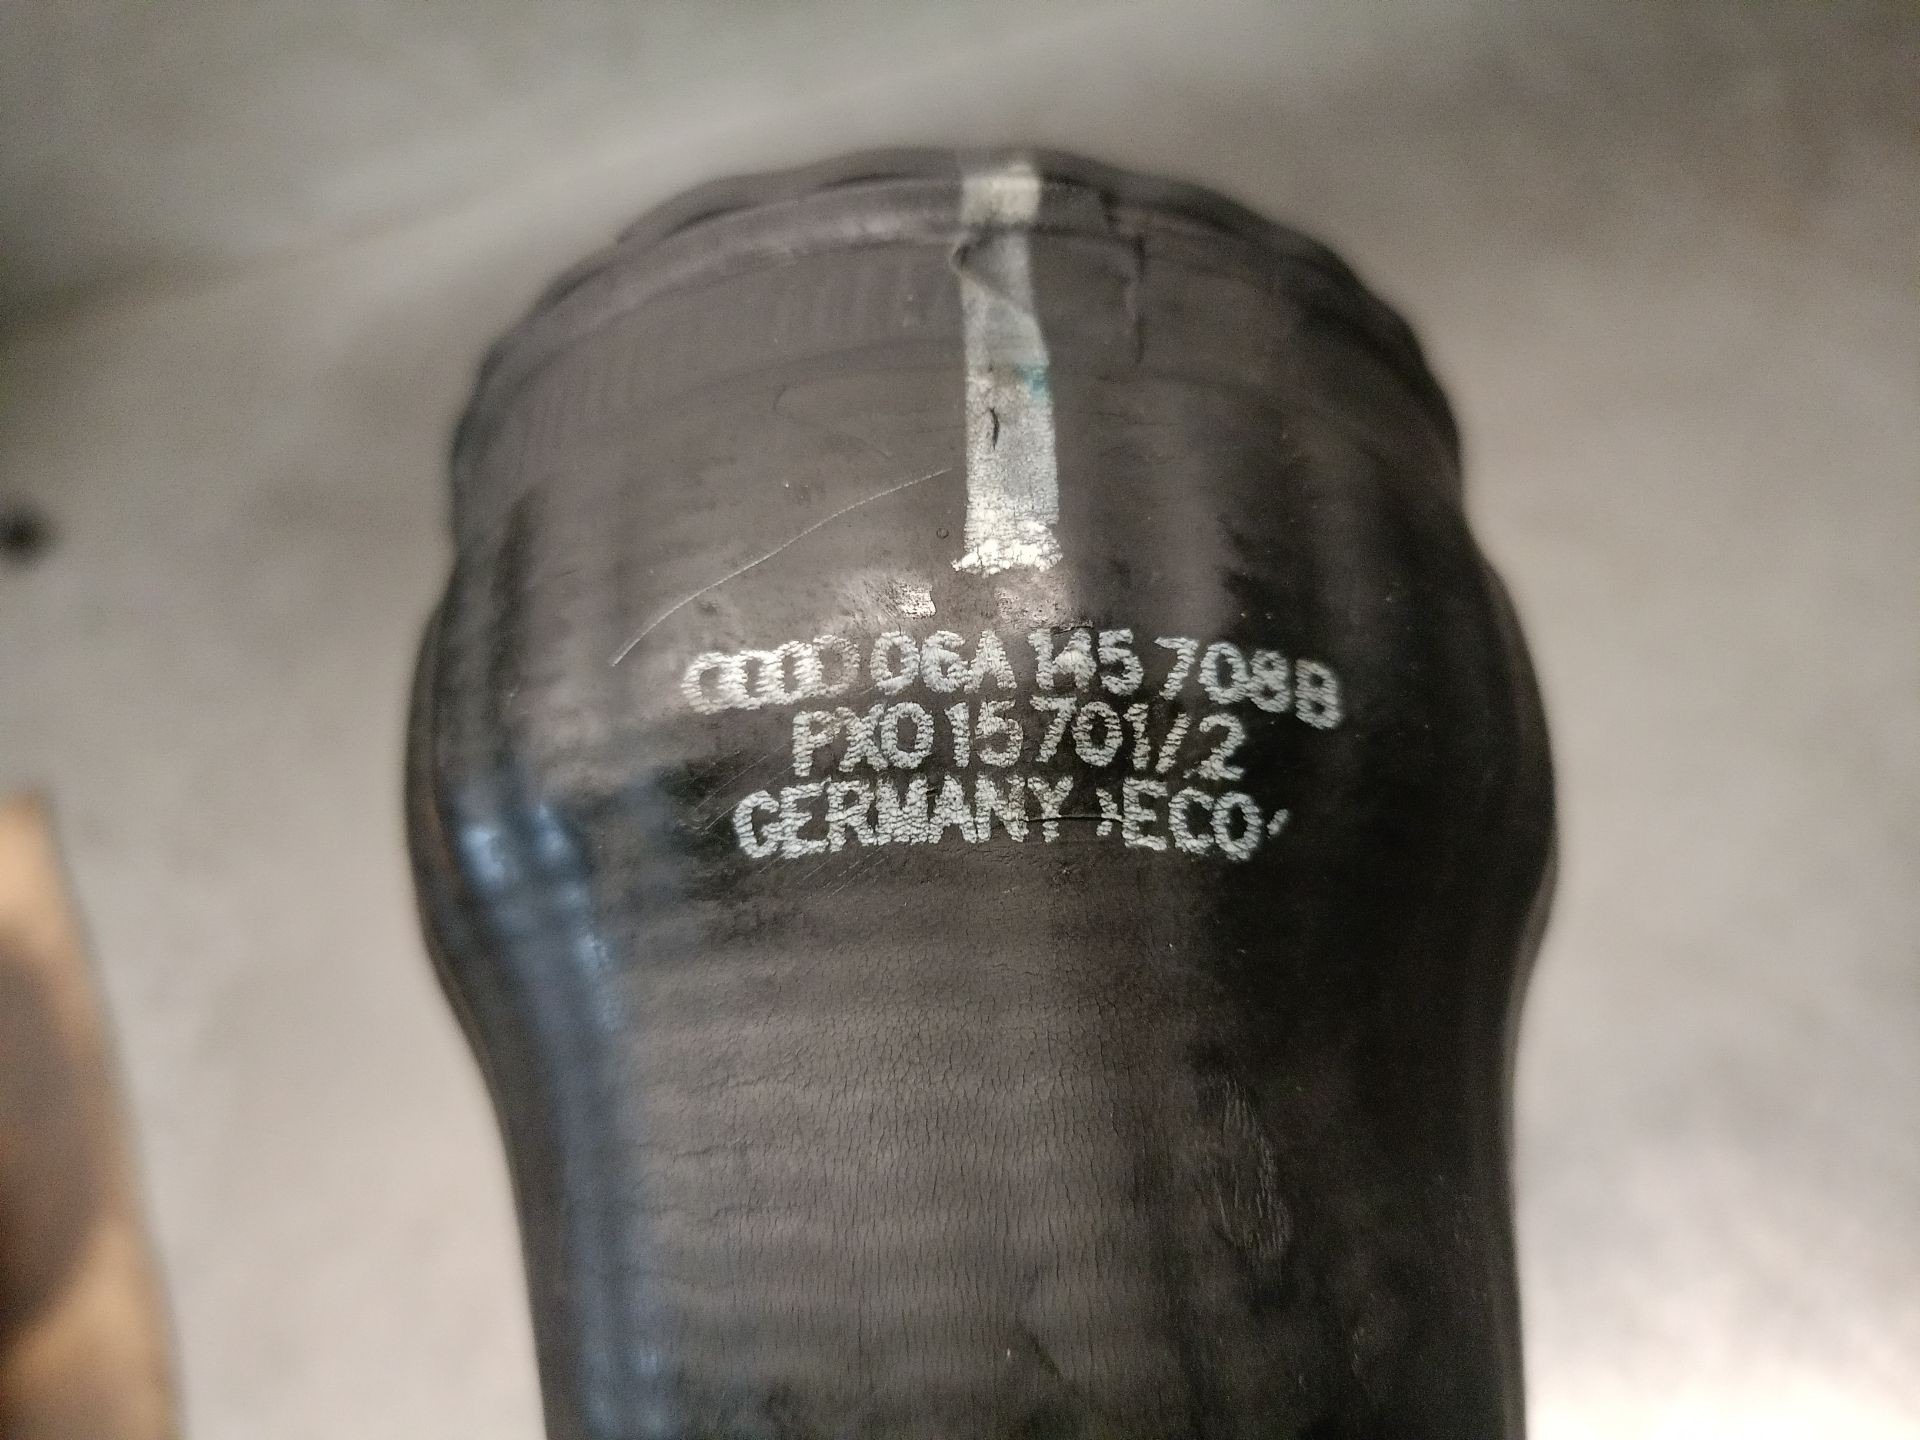 06A 145 708B
PX0 15 701/2
GERMANY >ECO<